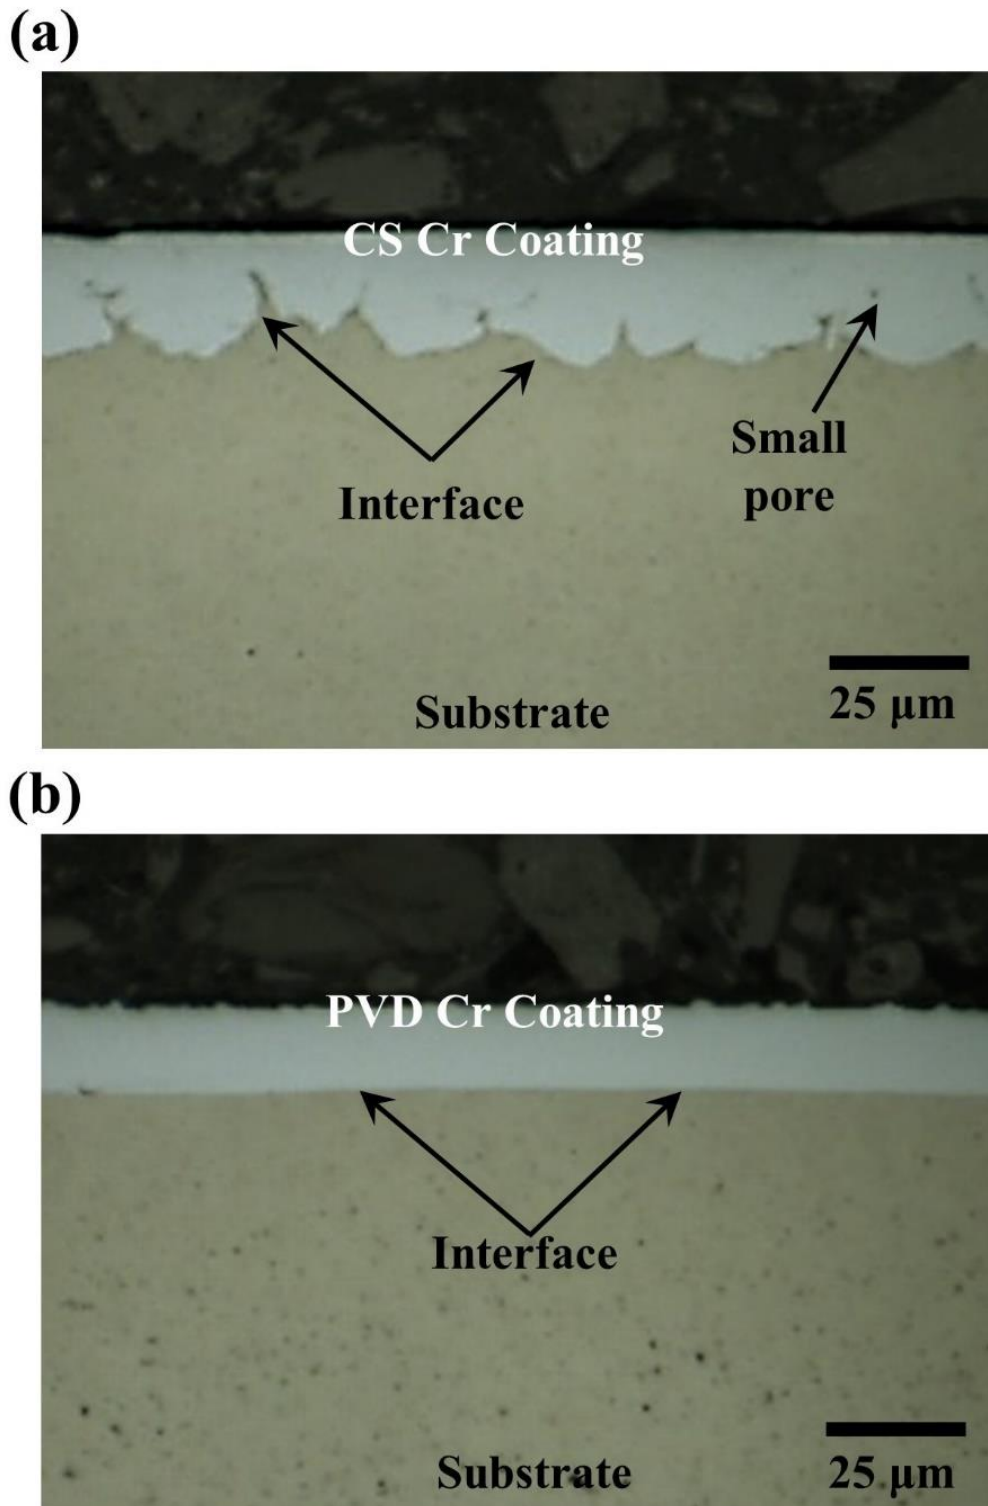 (a)
CS Cr Coating
Interface
Small
pore
Substrate
25 μm
(b)
PVD Cr Coating
Interface
Substrate
25 μm